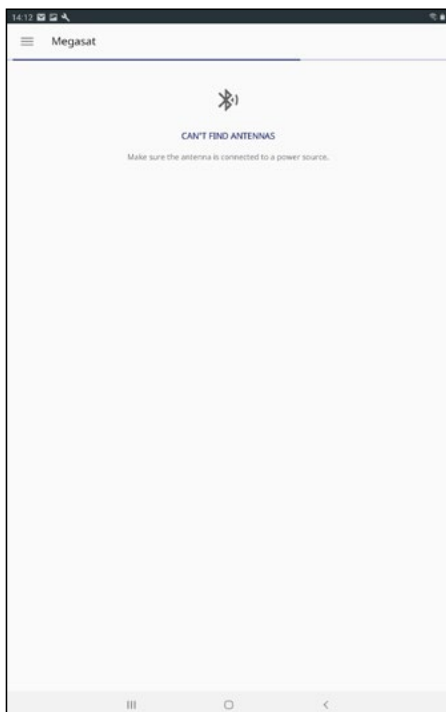 14:12
Megasat
CAN'T FIND ANTENNAS
Make sure the antenna is connected to a power source.